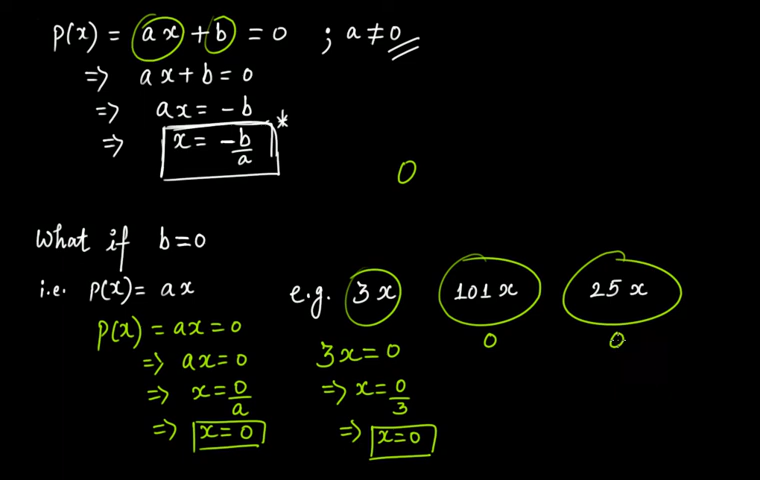 P(x) = ax + b = 0 ; a ≠ 0
⇒ ax + b = 0
⇒ ax = -b
⇒ x = -b/a *
0
What if b=0
i.e. P(x) = ax e.g. 3x 101x 25x
P(x) = ax = 0
⇒ ax = 0
⇒ x = 0/a
⇒ x = 0
3x = 0
⇒ x = 0/3
⇒ x = 0
0
0